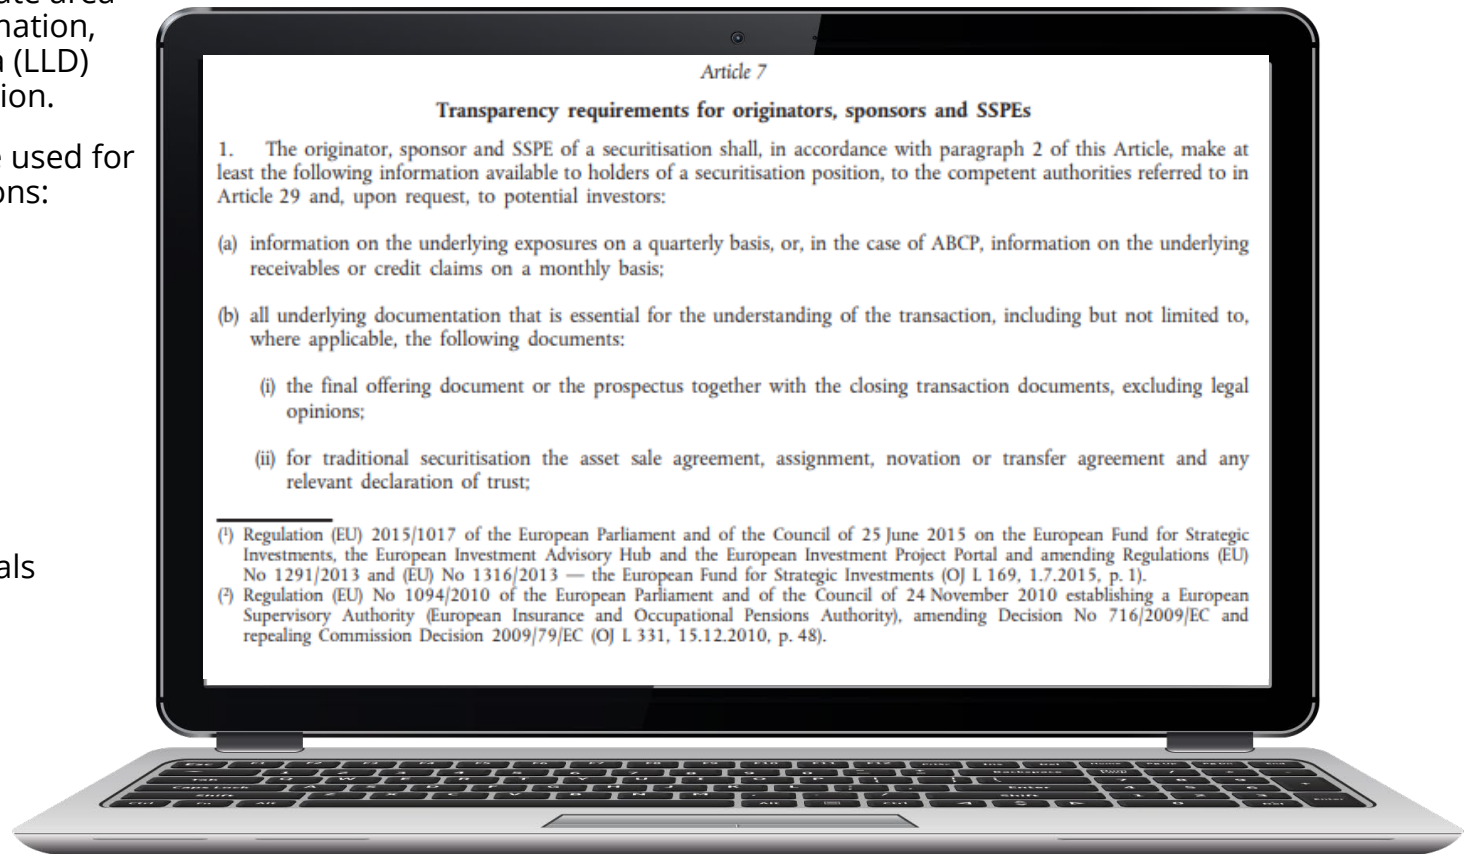 ate area
nation,
a (LLD)
ion.
e used for
ons:
als
Article 7
Transparency requirements for originators, sponsors and SSPEs
1. The originator, sponsor and SSPE of a securitisation shall, in accordance with paragraph 2 of this Article, make at
least the following information available to holders of a securitisation position, to the competent authorities referred to in
Article 29 and, upon request, to potential investors:
(a) information on the underlying exposures on a quarterly basis, or, in the case of ABCP, information on the underlying
receivables or credit claims on a monthly basis;
(b) all underlying documentation that is essential for the understanding of the transaction, including but not limited to,
where applicable, the following documents:
(i) the final offering document or the prospectus together with the closing transaction documents, excluding legal
opinions;
(ii) for traditional securitisation the asset sale agreement, assignment, novation or transfer agreement and any
relevant declaration of trust;
(¹) Regulation (EU) 2015/1017 of the European Parliament and of the Council of 25 June 2015 on the European Fund for Strategic
Investments, the European Investment Advisory Hub and the European Investment Project Portal and amending Regulations (EU)
No 1291/2013 and (EU) No 1316/2013 — the European Fund for Strategic Investments (OJ L 169, 1.7.2015, p. 1).
(²) Regulation (EU) No 1094/2010 of the European Parliament and of the Council of 24 November 2010 establishing a European
Supervisory Authority (European Insurance and Occupational Pensions Authority), amending Decision No 716/2009/EC and
repealing Commission Decision 2009/79/EC (OJ L 331, 15.12.2010, p. 48).